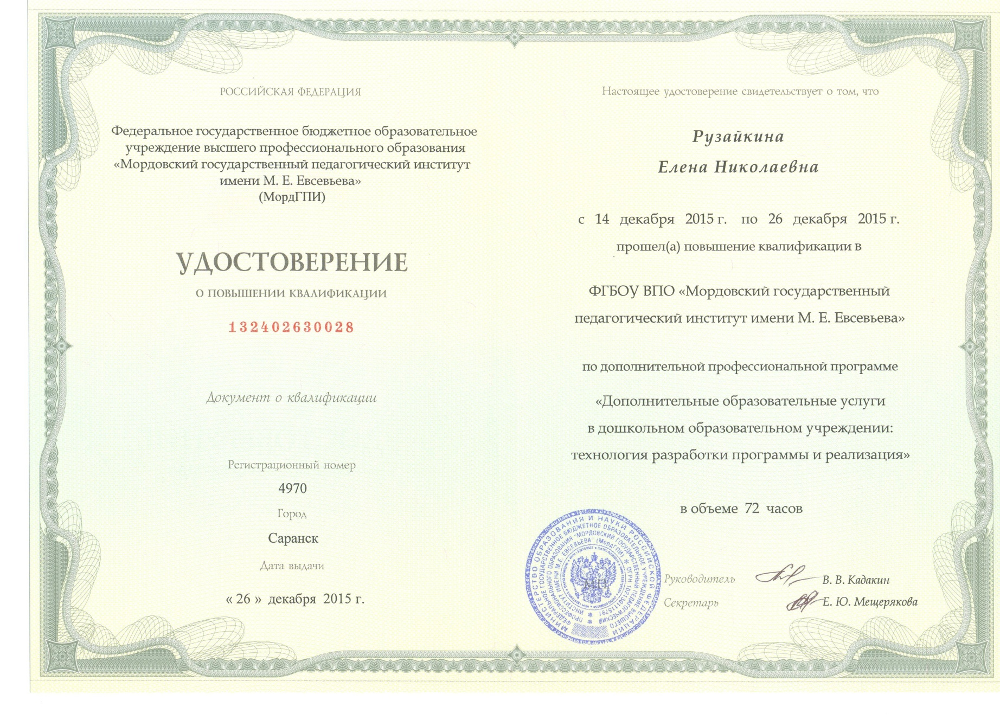 РОССИЙСКАЯ ФЕДЕРАЦИЯ
Федеральное государственное бюджетное образовательное
учреждение высшего профессионального образования
«Мордовский государственный педагогический институт
имени М. Е. Евсевьева»
(МордГПИ)
УДОСТОВЕРЕНИЕ
О ПОВЫШЕНИИ КВАЛИФИКАЦИИ
132402630028
Документ о квалификации
Регистрационный номер
4970
Город
Саранск
Дата выдачи
« 26 » декабря 2015 г.
Настоящее удостоверение свидетельствует о том, что
Рузайкина
Елена Николаевна
с 14 декабря 2015 г. по 26 декабря 2015 г.
прошел(а) повышение квалификации в
ФГБОУ ВПО «Мордовский государственный
педагогический институт имени М. Е. Евсевьева»
по дополнительной профессиональной программе
«Дополнительные образовательные услуги
в дошкольном образовательном учреждении:
технология разработки программы и реализация»
в объеме 72 часов
МИНИСТЕРСТВО ОБРАЗОВАНИЯ И НАУКИ РОССИЙСКОЙ ФЕДЕРАЦИИ
ФЕДЕРАЛЬНОЕ ГОСУДАРСТВЕННОЕ БЮДЖЕТНОЕ ОБРАЗОВАТЕЛЬНОЕ УЧРЕЖДЕНИЕ ВЫСШЕГО
ПРОФЕССИОНАЛЬНОГО ОБРАЗОВАНИЯ "МОРДОВСКИЙ ГОСУДАРСТВЕННЫЙ ПЕДАГОГИЧЕСКИЙ
ИНСТИТУТ ИМЕНИ М.Е. ЕВСЕВЬЕВА" (МордГПИ) * ОГРН 1021301115791 *
М.П.
Руководитель В. В. Кадакин
Секретарь Е. Ю. Мещерякова